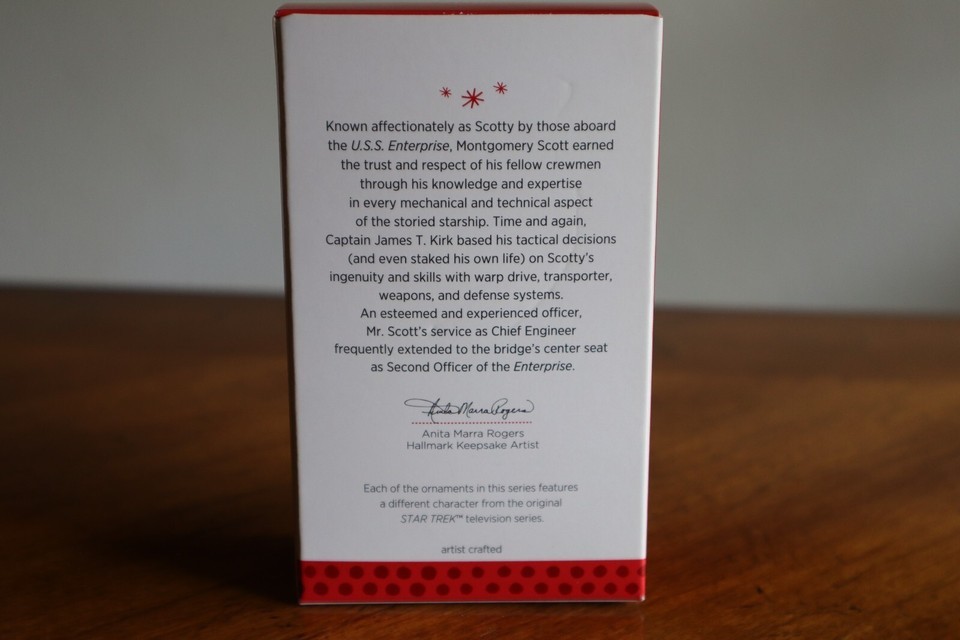 Known affectionately as Scotty by those aboard
the U.S.S. Enterprise, Montgomery Scott earned
the trust and respect of his fellow crewmen
through his knowledge and expertise
in every mechanical and technical aspect
of the storied starship. Time and again,
Captain James T. Kirk based his tactical decisions
(and even staked his own life) on Scotty's
ingenuity and skills with warp drive, transporter,
weapons, and defense systems.
An esteemed and experienced officer,
Mr. Scott's service as Chief Engineer
frequently extended to the bridge's center seat
as Second Officer of the Enterprise.
Anita Marra Rogers
Anita Marra Rogers
Hallmark Keepsake Artist
Each of the ornaments in this series features
a different character from the original
STAR TREK™ television series.
artist crafted